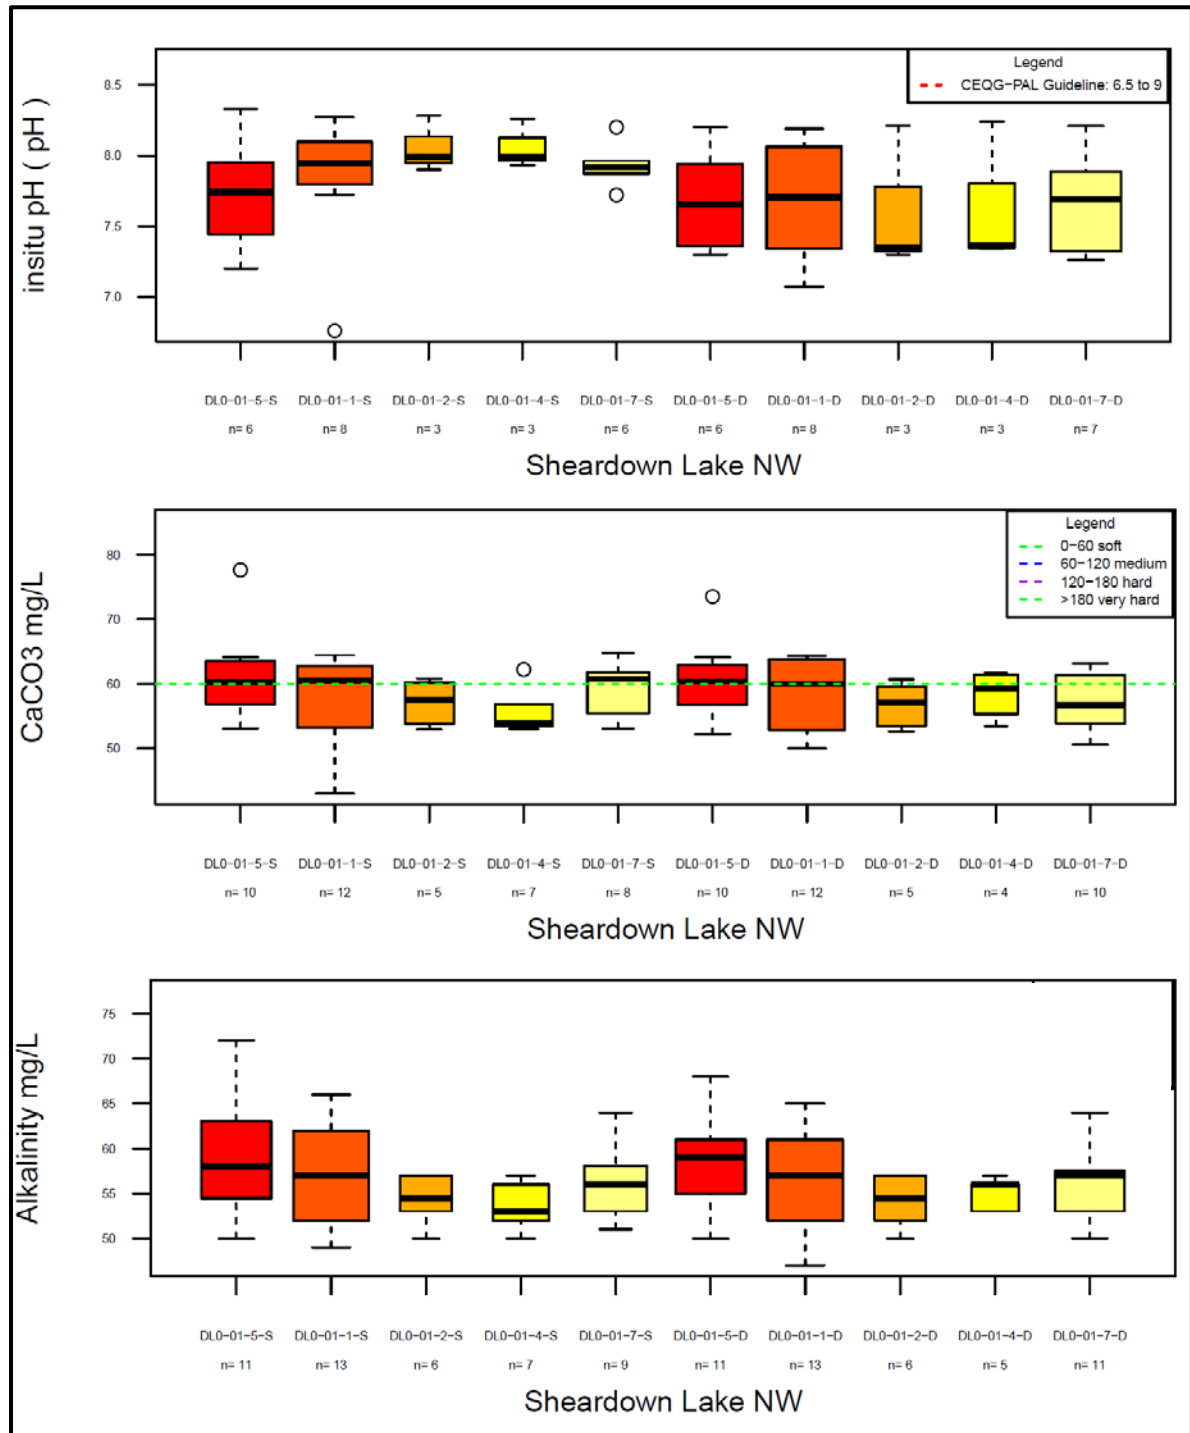 Legend
CEQG-PAL Guideline: 6.5 to 9
insitu pH ( pH )
8.5
8.0
7.5
7.0
DL0-01-5-S DL0-01-1-S DL0-01-2-S DL0-01-4-S DL0-01-7-S DL0-01-5-D DL0-01-1-D DL0-01-2-D DL0-01-4-D DL0-01-7-D
n= 6 n= 8 n= 3 n= 3 n= 6 n= 6 n= 8 n= 3 n= 3 n= 7
Sheardown Lake NW
Legend
0-60 soft
60-120 medium
120-180 hard
>180 very hard
CaCO3 mg/L
80
70
60
50
DL0-01-5-S DL0-01-1-S DL0-01-2-S DL0-01-4-S DL0-01-7-S DL0-01-5-D DL0-01-1-D DL0-01-2-D DL0-01-4-D DL0-01-7-D
n= 10 n= 12 n= 5 n= 7 n= 8 n= 10 n= 12 n= 5 n= 4 n= 10
Sheardown Lake NW
Alkalinity mg/L
75
70
65
60
55
50
DL0-01-5-S DL0-01-1-S DL0-01-2-S DL0-01-4-S DL0-01-7-S DL0-01-5-D DL0-01-1-D DL0-01-2-D DL0-01-4-D DL0-01-7-D
n= 11 n= 13 n= 6 n= 7 n= 9 n= 11 n= 13 n= 6 n= 5 n= 11
Sheardown Lake NW